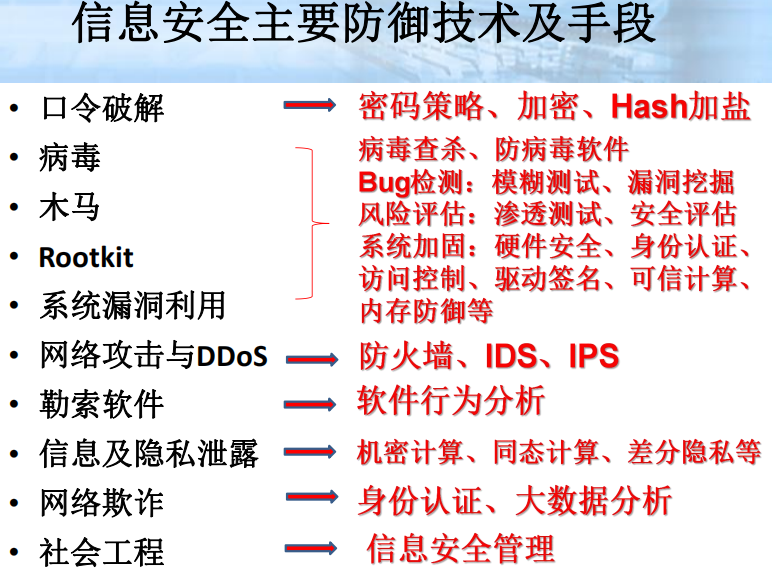 信息安全主要防御技术及手段
• 口令破解
密码策略、加密、Hash加盐
• 病毒
• 木马
• Rootkit
• 系统漏洞利用
病毒查杀、防病毒软件
Bug检测：模糊测试、漏洞挖掘
风险评估：渗透测试、安全评估
系统加固：硬件安全、身份认证、
访问控制、驱动签名、可信计算、
内存防御等
• 网络攻击与DDoS
防火墙、IDS、IPS
• 勒索软件
软件行为分析
• 信息及隐私泄露
机密计算、同态计算、差分隐私等
• 网络欺诈
身份认证、大数据分析
• 社会工程
信息安全管理